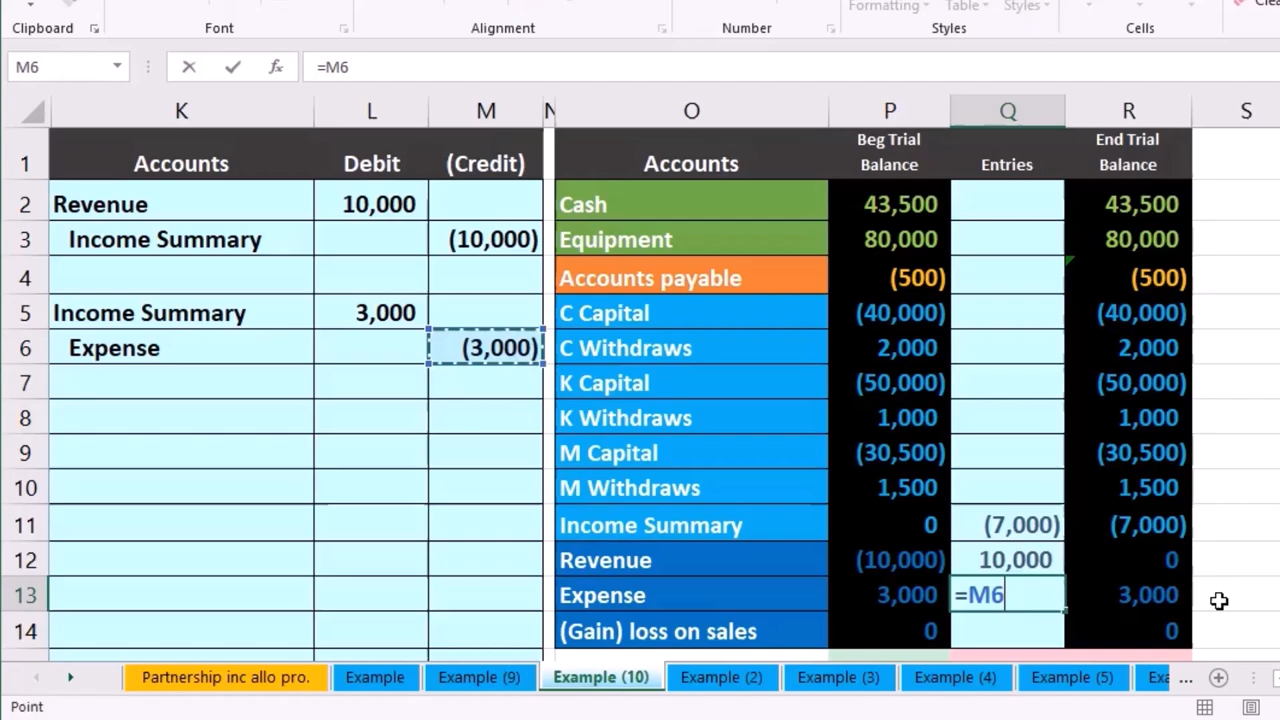 Formatting Table Styles Clea
Clipboard Font Alignment Number Styles Cells
M6 fx =M6
K L M N O P Q R S
1 Accounts Debit (Credit) Accounts Beg Trial Balance Entries End Trial Balance
2 Revenue 10,000 Cash 43,500 43,500
3 Income Summary (10,000) Equipment 80,000 80,000
4 Accounts payable (500) (500)
5 Income Summary 3,000 C Capital (40,000) (40,000)
6 Expense (3,000) C Withdraws 2,000 2,000
7 K Capital (50,000) (50,000)
8 K Withdraws 1,000 1,000
9 M Capital (30,500) (30,500)
10 M Withdraws 1,500 1,500
11 Income Summary 0 (7,000) (7,000)
12 Revenue (10,000) 10,000 0
13 Expense 3,000 =M6 3,000
14 (Gain) loss on sales 0 0
Partnership inc allo pro. Example Example (9) Example (10) Example (2) Example (3) Example (4) Example (5) Exa ...
Point